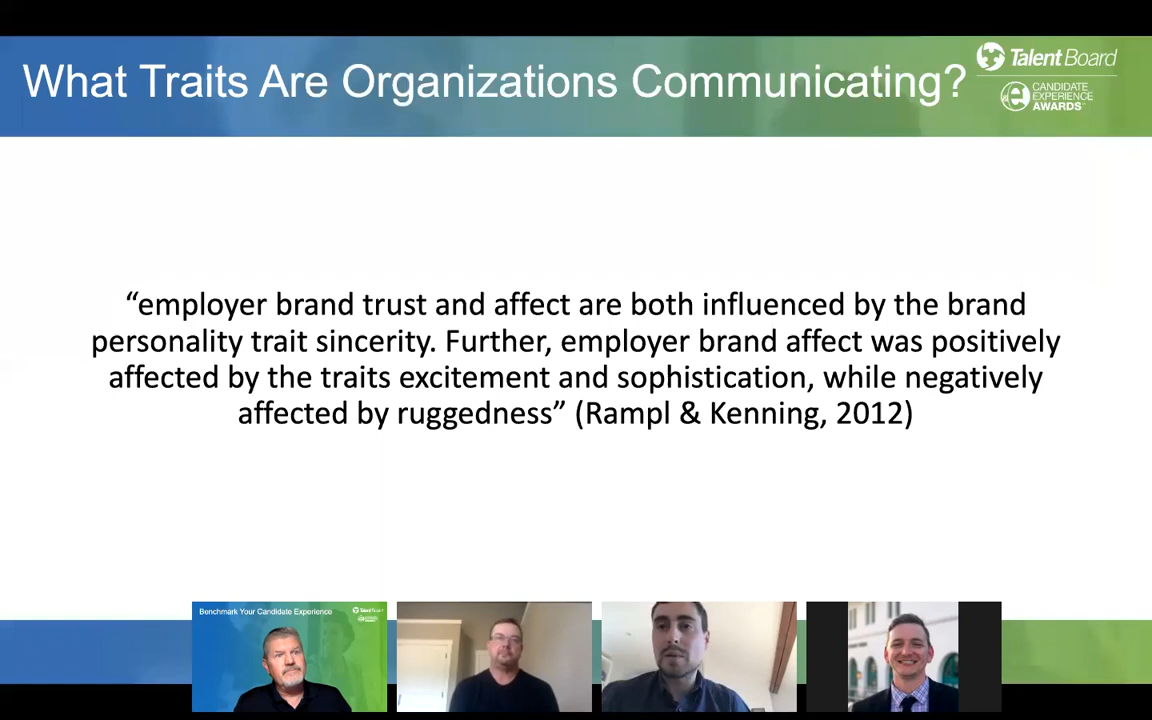 What Traits Are Organizations Communicating?
TalentBoard
CANDIDATE
EXPERIENCE
AWARDS
“employer brand trust and affect are both influenced by the brand
personality trait sincerity. Further, employer brand affect was positively
affected by the traits excitement and sophistication, while negatively
affected by ruggedness” (Rampl & Kenning, 2012)
Benchmark Your Candidate Experience
TalentBoard